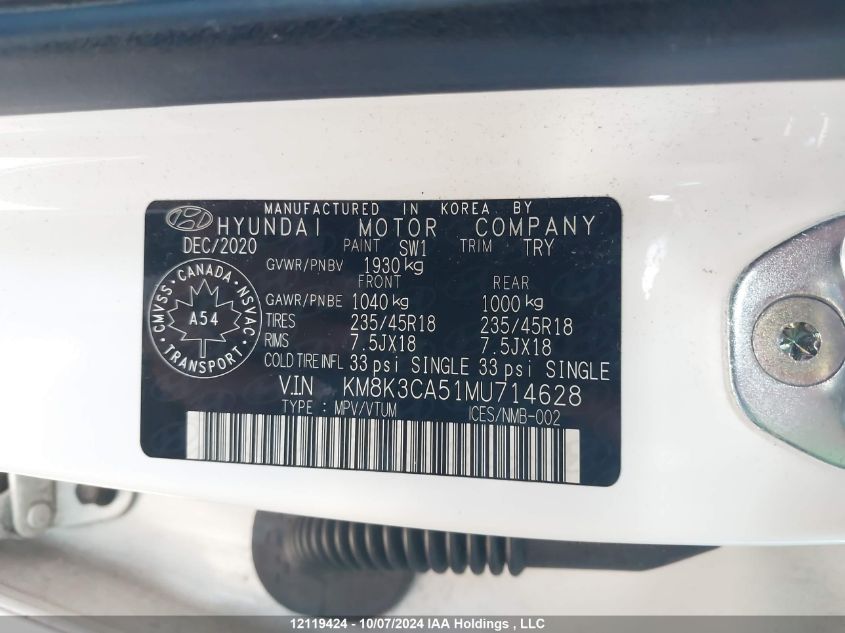 MANUFACTURED IN KOREA BY
HYUNDAI MOTOR COMPANY
DEC/2020 PAINT SW1 TRIM TRY
GVWR/PNBV 1930 kg
FRONT REAR
GAWR/PNBE 1040 kg 1000 kg
TIRES 235/45R18 235/45R18
RIMS 7.5JX18 7.5JX18
COLD TIRE INFL 33 psi SINGLE 33 psi SINGLE
V.I.N KM8K3CA51MU714628
TYPE : MPV/VTUM ICES/NMB-002
CMVSS · CANADA · NSVAC
A54
TRANSPORT
12119424 - 10/07/2024 IAA Holdings , LLC